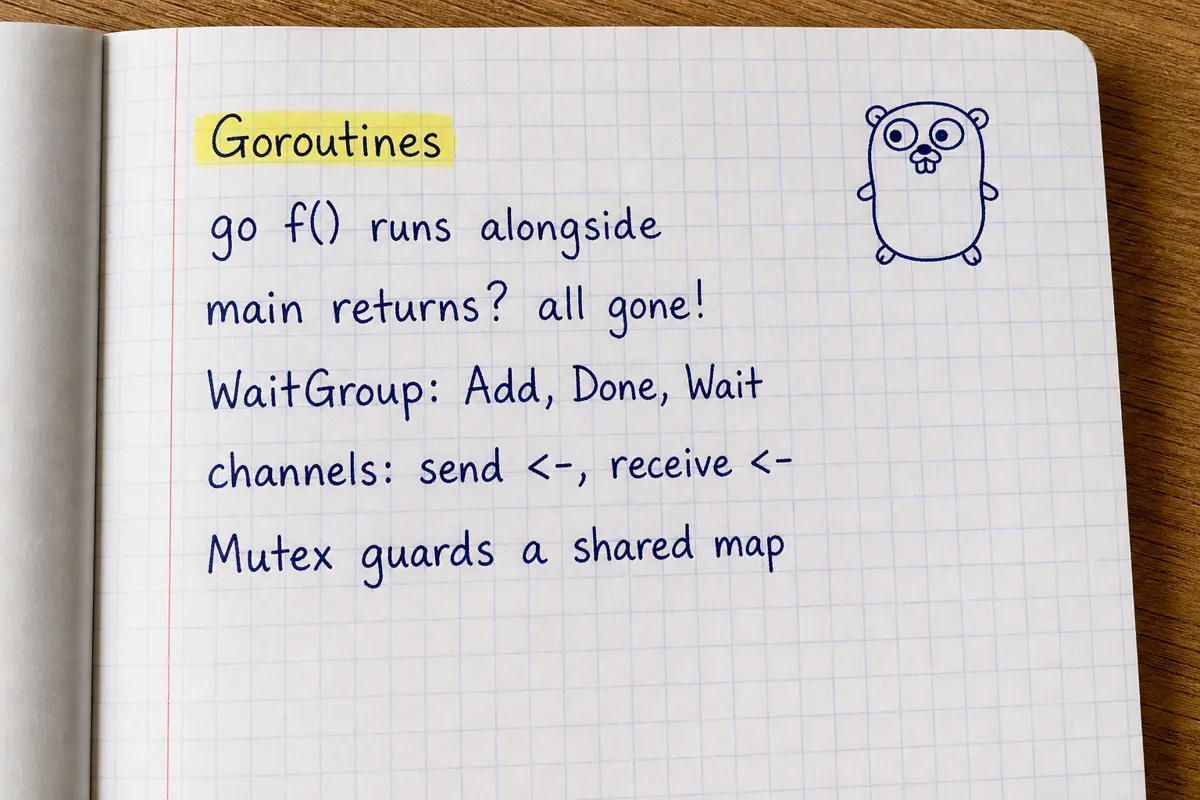 Goroutines
go f() runs alongside
main returns? all gone!
WaitGroup: Add, Done, Wait
channels: send <-, receive <-
Mutex guards a shared map